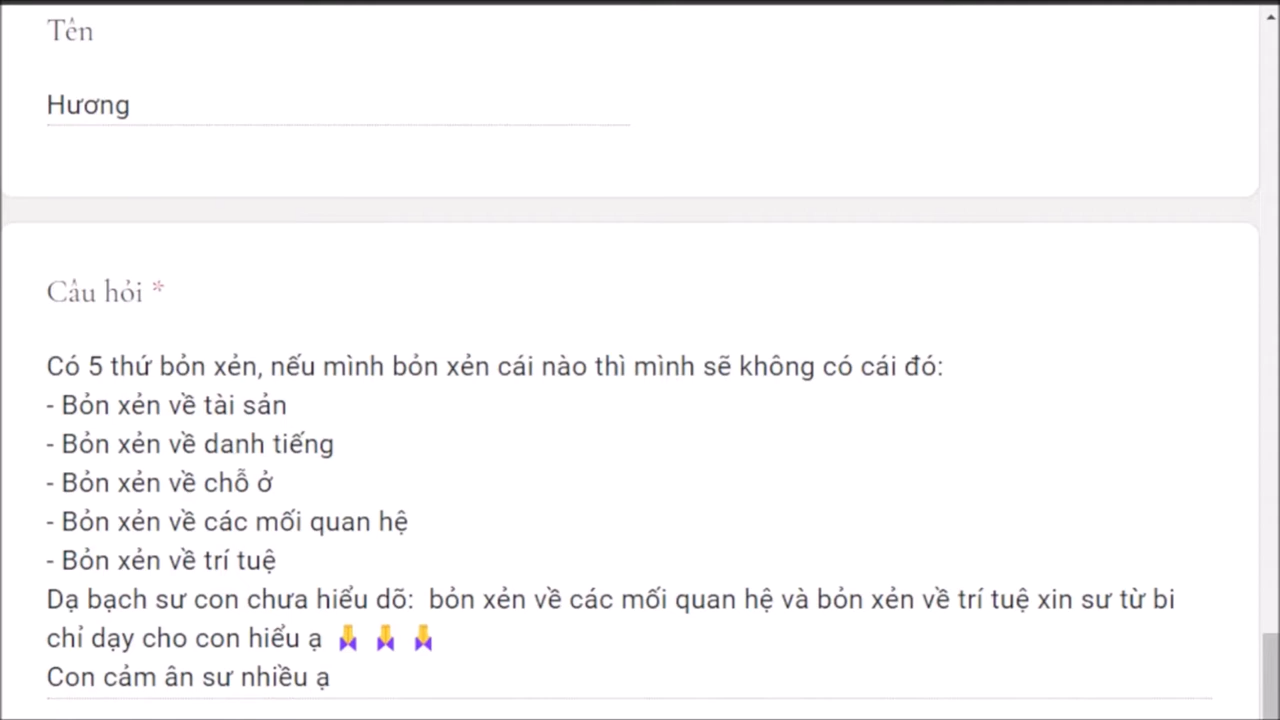 Tên
Hương
Câu hỏi *
Có 5 thứ bỏn xẻn, nếu mình bỏn xẻn cái nào thì mình sẽ không có cái đó:
- Bỏn xẻn về tài sản
- Bỏn xẻn về danh tiếng
- Bỏn xẻn về chỗ ở
- Bỏn xẻn về các mối quan hệ
- Bỏn xẻn về trí tuệ
Dạ bạch sư con chưa hiểu dõ:  bỏn xẻn về các mối quan hệ và bỏn xẻn về trí tuệ xin sư từ bi
chỉ dạy cho con hiểu ạ 🙏 🙏 🙏
Con cảm ân sư nhiều ạ